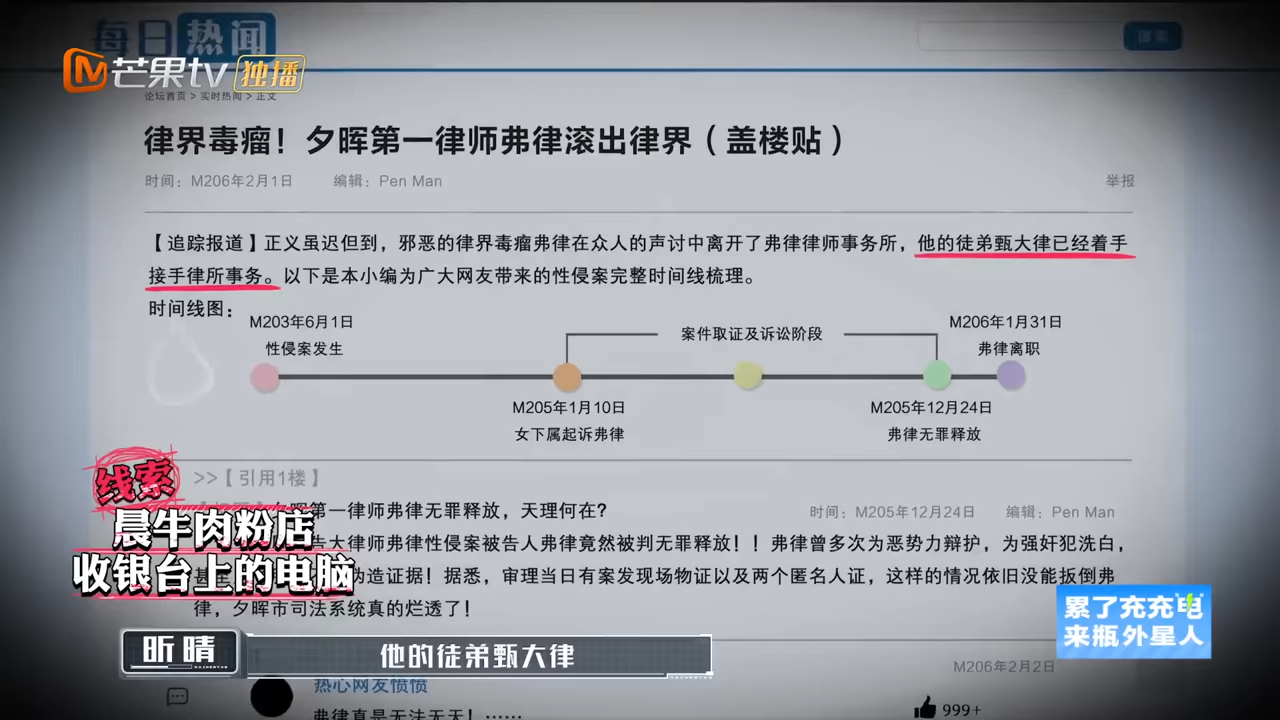 每日热闻
搜索
芒果tv 独播
论坛首页 > 实时热闻 > 正文
律界毒瘤！夕晖第一律师弗律滚出律界（盖楼贴）
时间：M206年2月1日 编辑：Pen Man 举报
【追踪报道】正义虽迟但到，邪恶的律界毒瘤弗律在众人的声讨中离开了弗律律师事务所，他的徒弟甄大律已经着手
接手律所事务。以下是本小编为广大网友带来的性侵案完整时间线梳理。
时间线图：
M203年6月1日
性侵案发生
案件取证及诉讼阶段
M206年1月31日
弗律离职
M205年1月10日
女下属起诉弗律
M205年12月24日
弗律无罪释放
>>【引用1楼】
第一律师弗律无罪释放，天理何在？ 时间：M205年12月24日 编辑：Pen Man
告大律师弗律性侵案被告人弗律竟然被判无罪释放！！弗律曾多次为恶势力辩护，为强奸犯洗白，
伪造证据！据悉，审理当日有案发现场物证以及两个匿名人证，这样的情况依旧没能扳倒弗
律，夕晖市司法系统真的烂透了！
线索
晨牛肉粉店
收银台上的电脑
累了充充电
来瓶外星人
昕晴 他的徒弟甄大律
M206年2月2日
热心网友愤愤
弗律真是无法无天！…… 999+